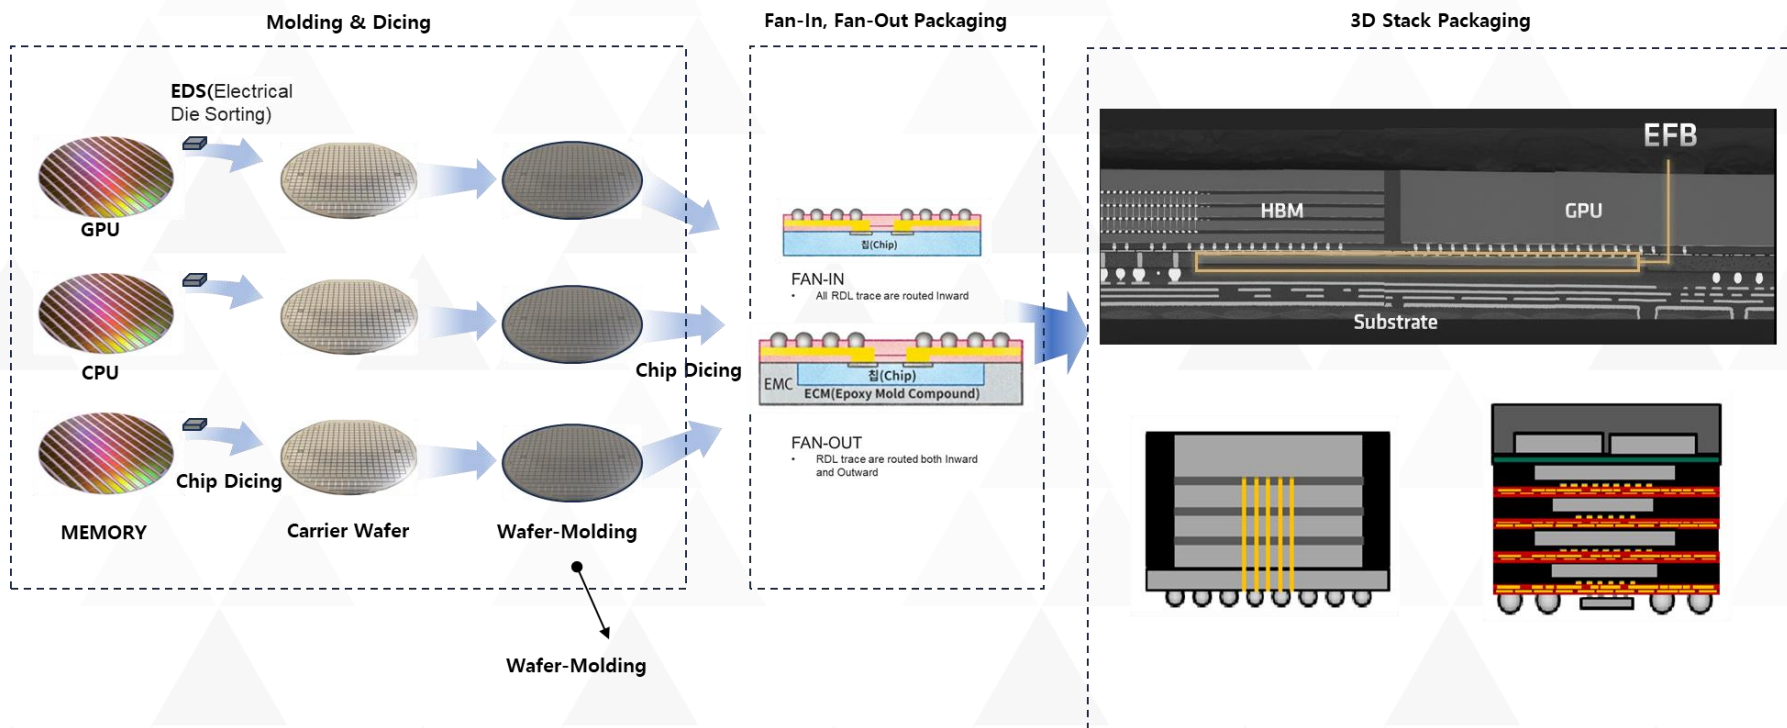 Molding & Dicing
EDS(Electrical
Die Sorting)
GPU
CPU
Chip Dicing
MEMORY
Carrier Wafer
Wafer-Molding
Wafer-Molding
Chip Dicing
Fan-In, Fan-Out Packaging
칩(Chip)
FAN-IN
• All RDL trace are routed Inward
칩(Chip)
EMC
ECM(Epoxy Mold Compound)
FAN-OUT
• RDL trace are routed both Inward
and Outward
3D Stack Packaging
EFB
HBM
GPU
Substrate